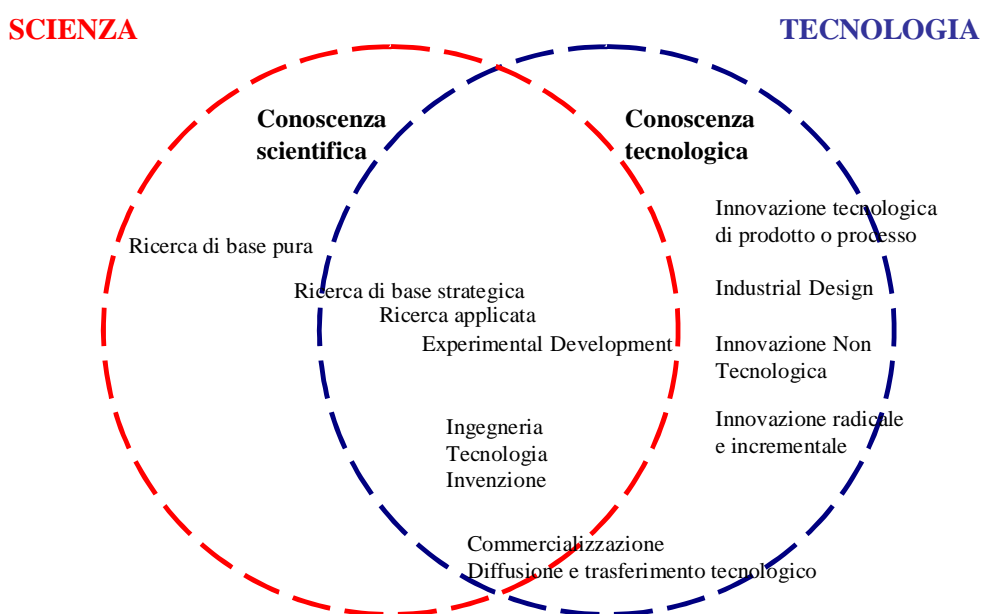 SCIENZA
TECNOLOGIA
Conoscenza
scientifica
Conoscenza
tecnologica
Innovazione tecnologica
di prodotto o processo
Ricerca di base pura
Ricerca di base strategica
Industrial Design
Ricerca applicata
Experimental Development
Innovazione Non
Tecnologica
Innovazione radicale
e incrementale
Ingegneria
Tecnologia
Invenzione
Commercializzazione
Diffusione e trasferimento tecnologico